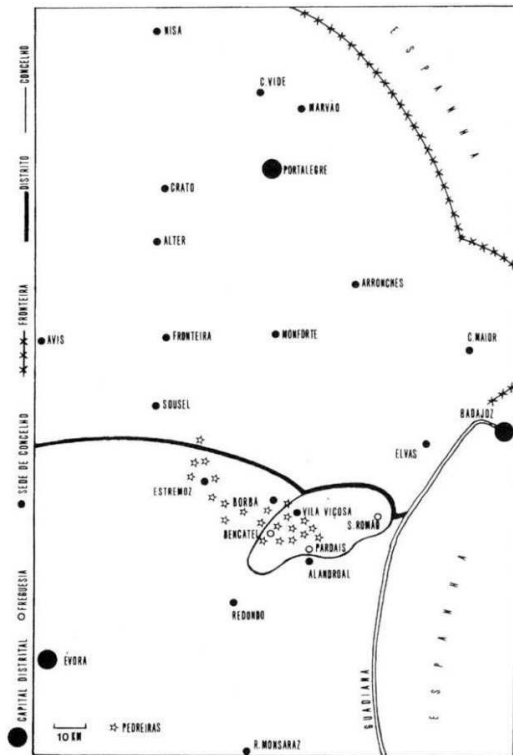 CONCELHO
DISTRITO
FRONTEIRA
SEDE DE CONCELHO
FREGUESIA
CAPITAL DISTRITAL
NISA
C. VIDE
MARVÃO
ESPANHA
PORTALEGRE
CRATO
ALTER
ARRONCHES
AVIS
FRONTEIRA
MONFORTE
C. MAIOR
SOUSEL
BADAJOZ
ELVAS
ESTREMOZ
BORBA
VILA VIÇOSA
S. ROMÃO
BENCATEL
PARDAIS
ALANDROAL
REDONDO
ÉVORA
GUADIANA
ESPANHA
10 KM
PEDREIRAS
R. MONSARAZ